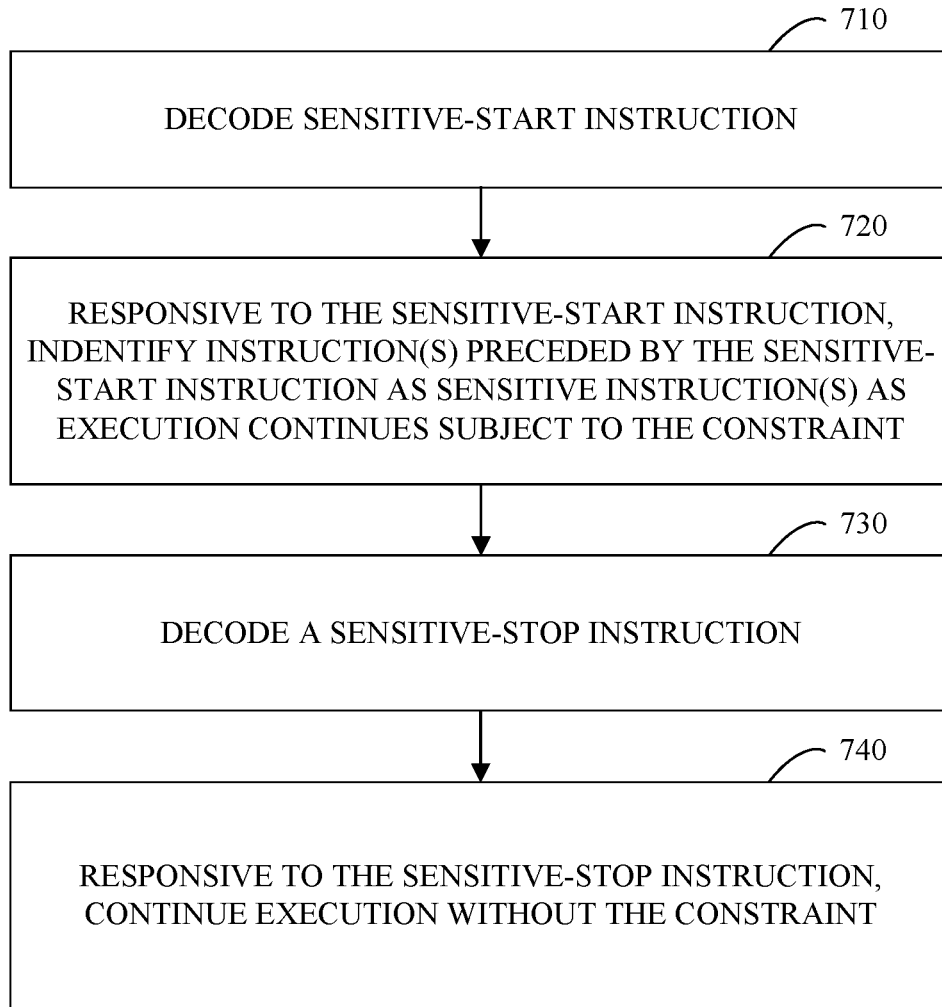 710
DECODE SENSITIVE-START INSTRUCTION
720
RESPONSIVE TO THE SENSITIVE-START INSTRUCTION,
INDENTIFY INSTRUCTION(S) PRECEDED BY THE SENSITIVE-
START INSTRUCTION AS SENSITIVE INSTRUCTION(S) AS
EXECUTION CONTINUES SUBJECT TO THE CONSTRAINT
730
DECODE A SENSITIVE-STOP INSTRUCTION
740
RESPONSIVE TO THE SENSITIVE-STOP INSTRUCTION,
CONTINUE EXECUTION WITHOUT THE CONSTRAINT